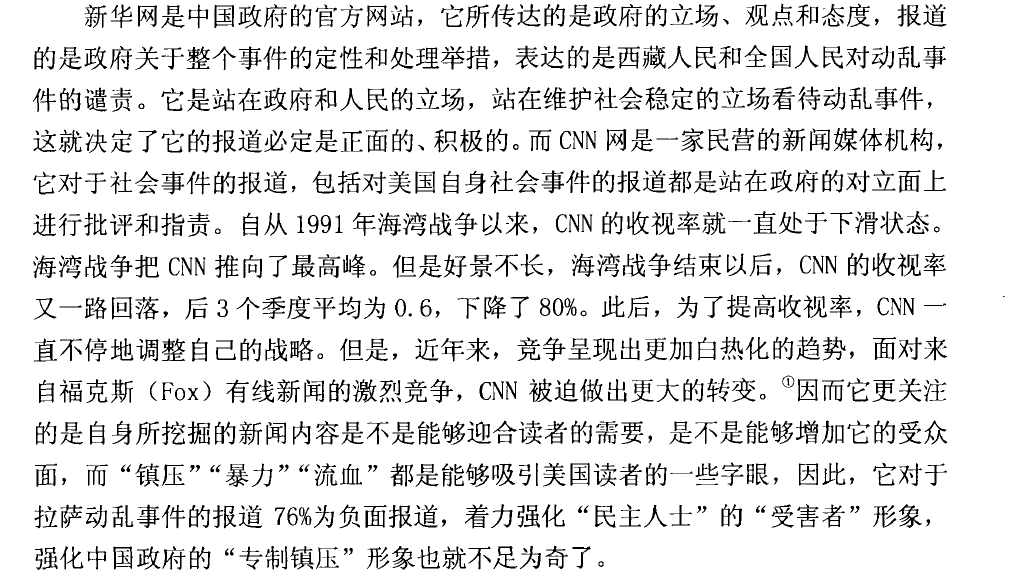 新华网是中国政府的官方网站，它所传达的是政府的立场、观点和态度，报道
的是政府关于整个事件的定性和处理举措，表达的是西藏人民和全国人民对动乱事
件的谴责。它是站在政府和人民的立场，站在维护社会稳定的立场看待动乱事件，
这就决定了它的报道必定是正面的、积极的。而 CNN 网是一家民营的新闻媒体机构，
它对于社会事件的报道，包括对美国自身社会事件的报道都是站在政府的对立面上
进行批评和指责。自从 1991 年海湾战争以来，CNN 的收视率就一直处于下滑状态。
海湾战争把 CNN 推向了最高峰。但是好景不长，海湾战争结束以后，CNN 的收视率
又一路回落，后 3 个季度平均为 0.6，下降了 80%。此后，为了提高收视率，CNN 一
直不停地调整自己的战略。但是，近年来，竞争呈现出更加白热化的趋势，面对来
自福克斯（Fox）有线新闻的激烈竞争，CNN 被迫做出更大的转变。①因而它更关注
的是自身所挖掘的新闻内容是不是能够迎合读者的需要，是不是能够增加它的受众
面，而“镇压”“暴力”“流血”都是能够吸引美国读者的一些字眼，因此，它对于
拉萨动乱事件的报道 76%为负面报道，着力强化“民主人士”的“受害者”形象，
强化中国政府的“专制镇压”形象也就不足为奇了。